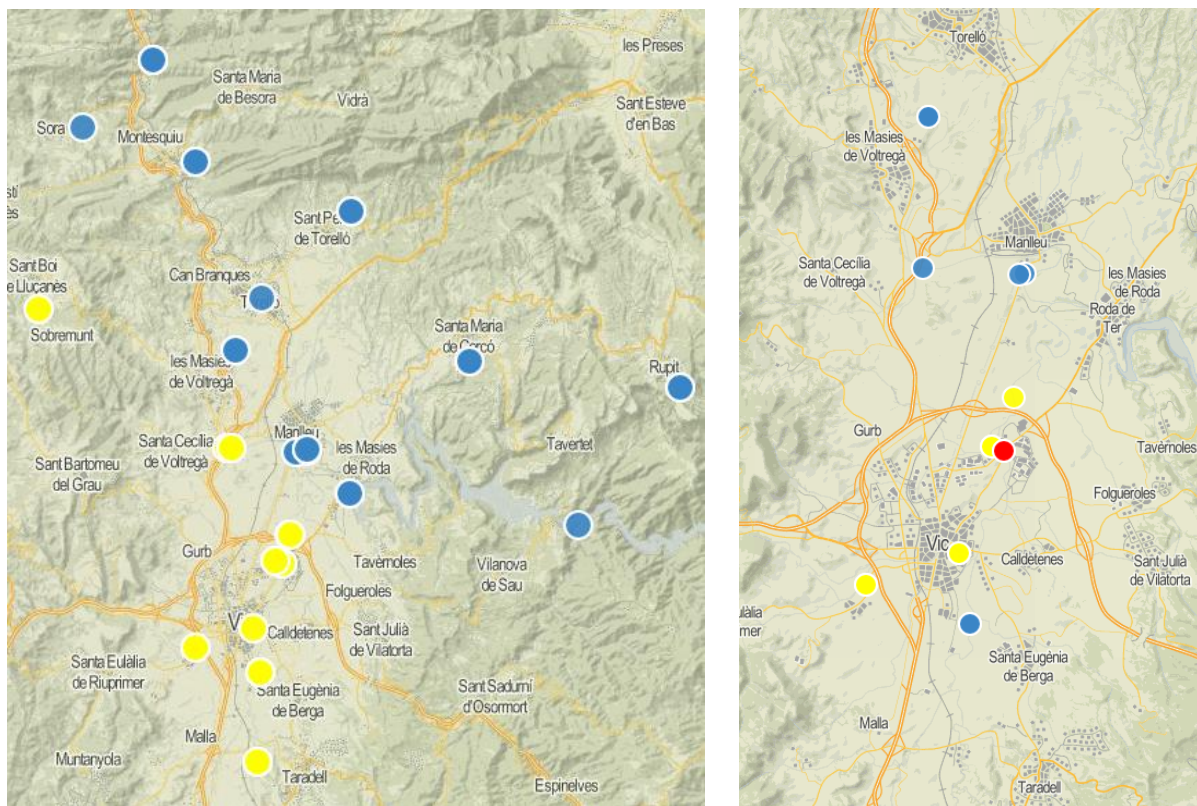 les Preses
Santa Maria
de Besora
Vidrà
Sant Esteve
d'en Bas
Sora
Montesquiu
Sant
de Torelló
Sant Boi
de Lluçanès
Can Branques
Sobremunt
Santa Maria
de
les Masies
de Voltregà
Rupit
Manlleu
Santa Cecília
de Voltregà
les Masies
de Roda
Tavertet
Sant Bartomeu
del Grau
Gurb
Tavèrnoles
Vilanova
de Sau
Folgueroles
Calldetenes
Sant Julià
de Vilatorta
Santa Eulàlia
de Riuprimer
Santa Eugènia
de Berga
Sant Sadurní
d'Osormort
Malla
Muntanyola
Taradell
Espinelves
Torelló
les Masies
de Voltregà
Manlleu
Santa Cecília
de Voltregà
les Masies
de Roda
Roda de
Ter
Gurb
Tavèrnoles
Folgueroles
Vic
Calldetenes
Sant Julià
de Vilatorta
Santa Eugènia
de Berga
Malla
Taradell